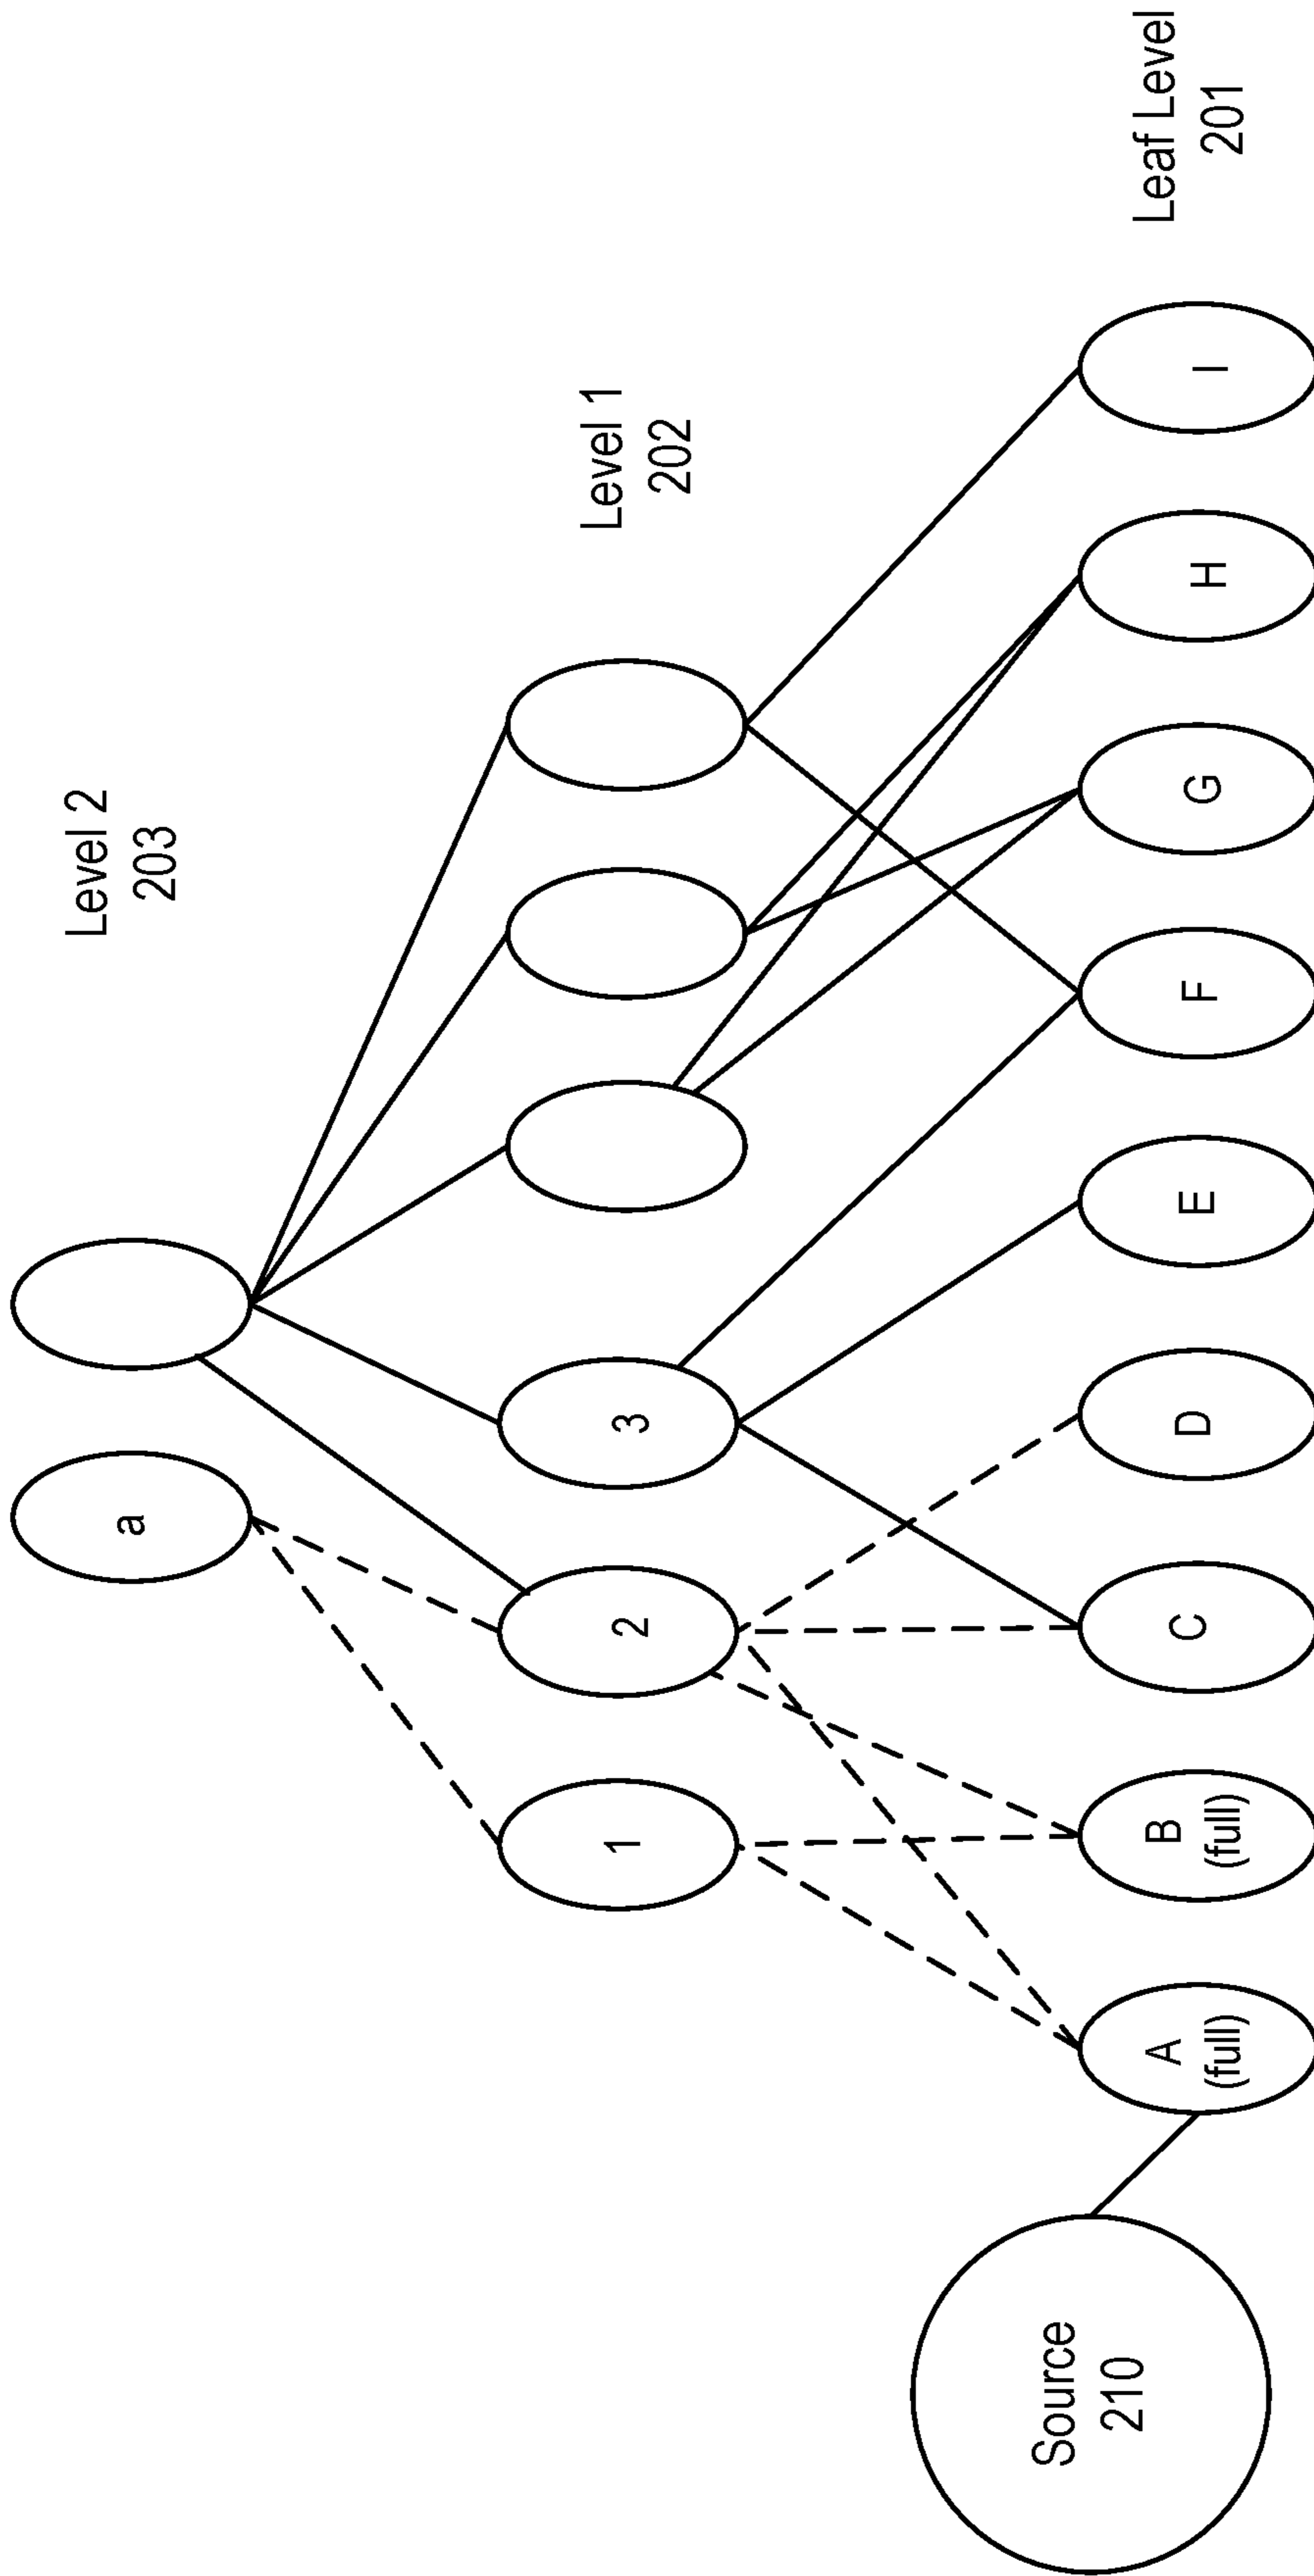 Level 2
203
a
Level 1
202
1
2
3
Leaf Level
201
Source
210
A
(full)
B
(full)
C
D
E
F
G
H
I